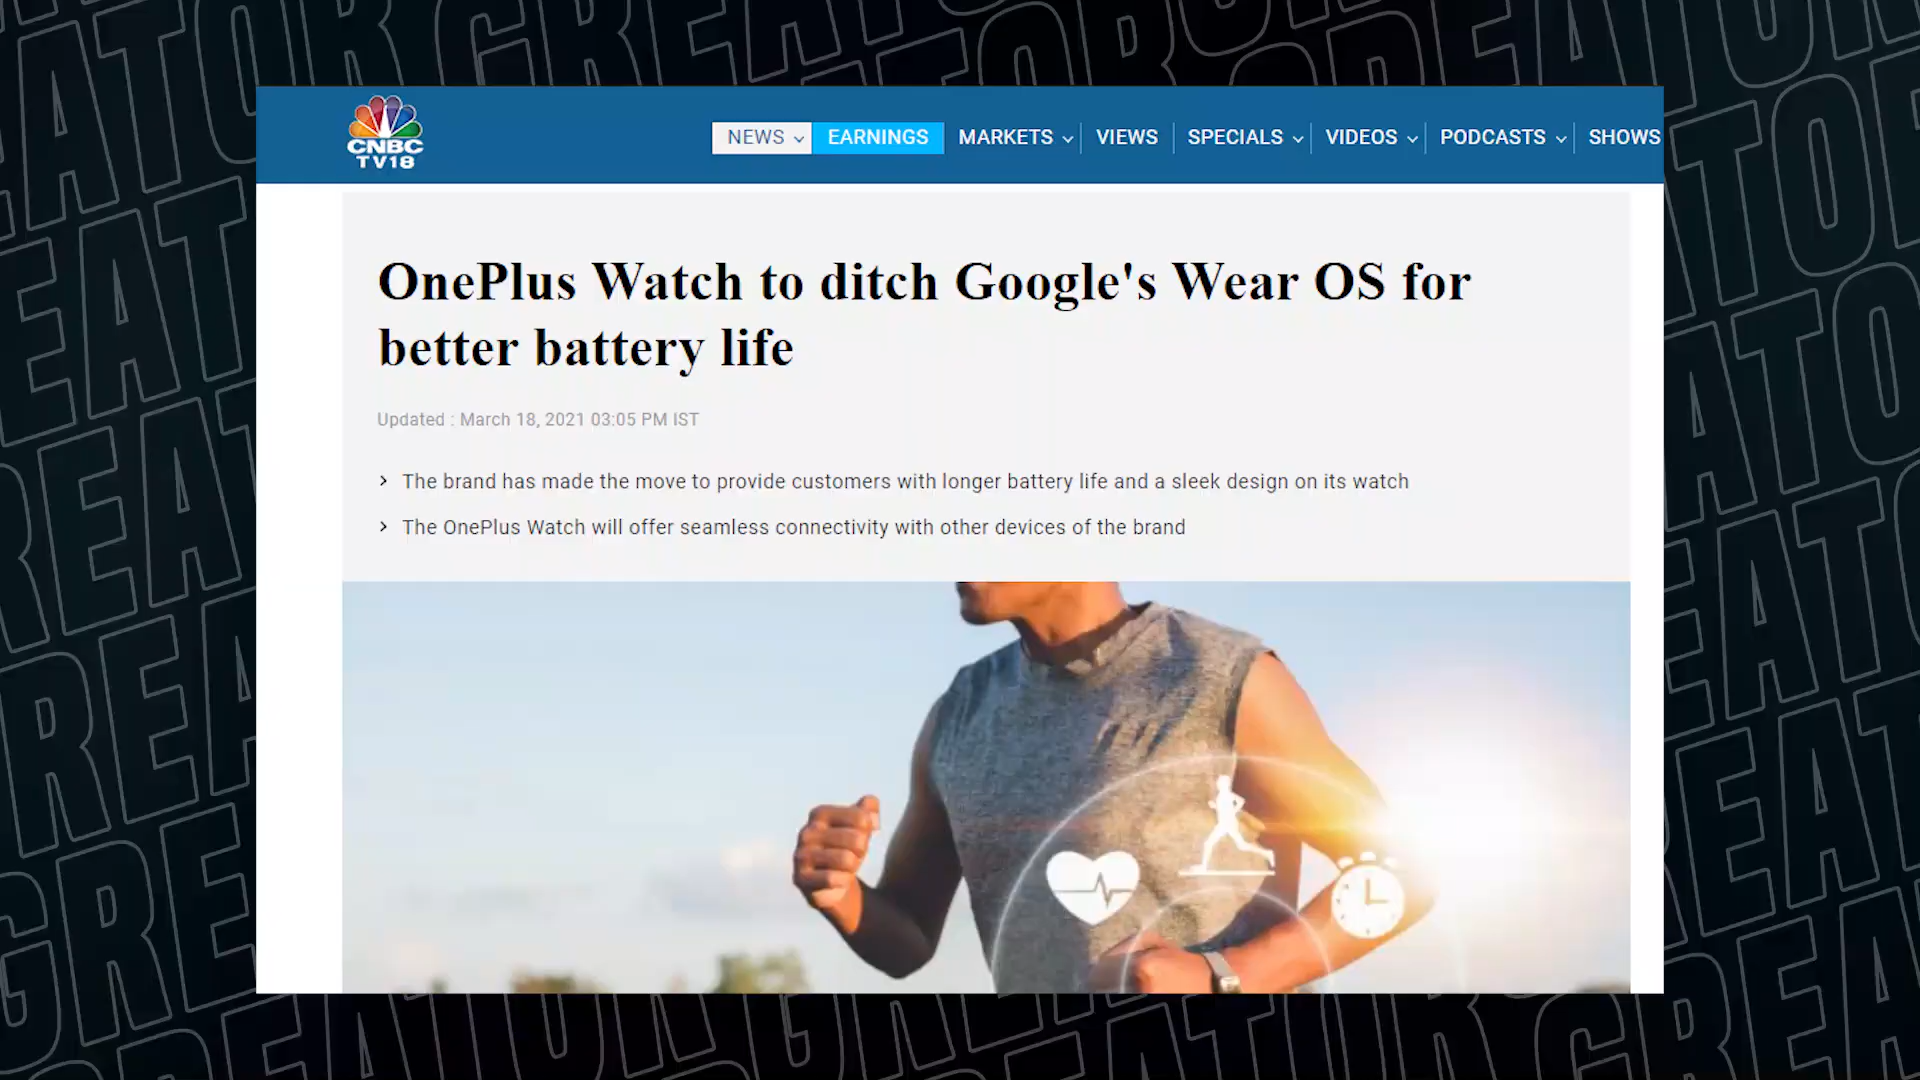 CNBC
TV18
NEWS EARNINGS MARKETS VIEWS SPECIALS VIDEOS PODCASTS SHOWS
OnePlus Watch to ditch Google's Wear OS for
better battery life
Updated : March 18, 2021 03:05 PM IST
The brand has made the move to provide customers with longer battery life and a sleek design on its watch
The OnePlus Watch will offer seamless connectivity with other devices of the brand